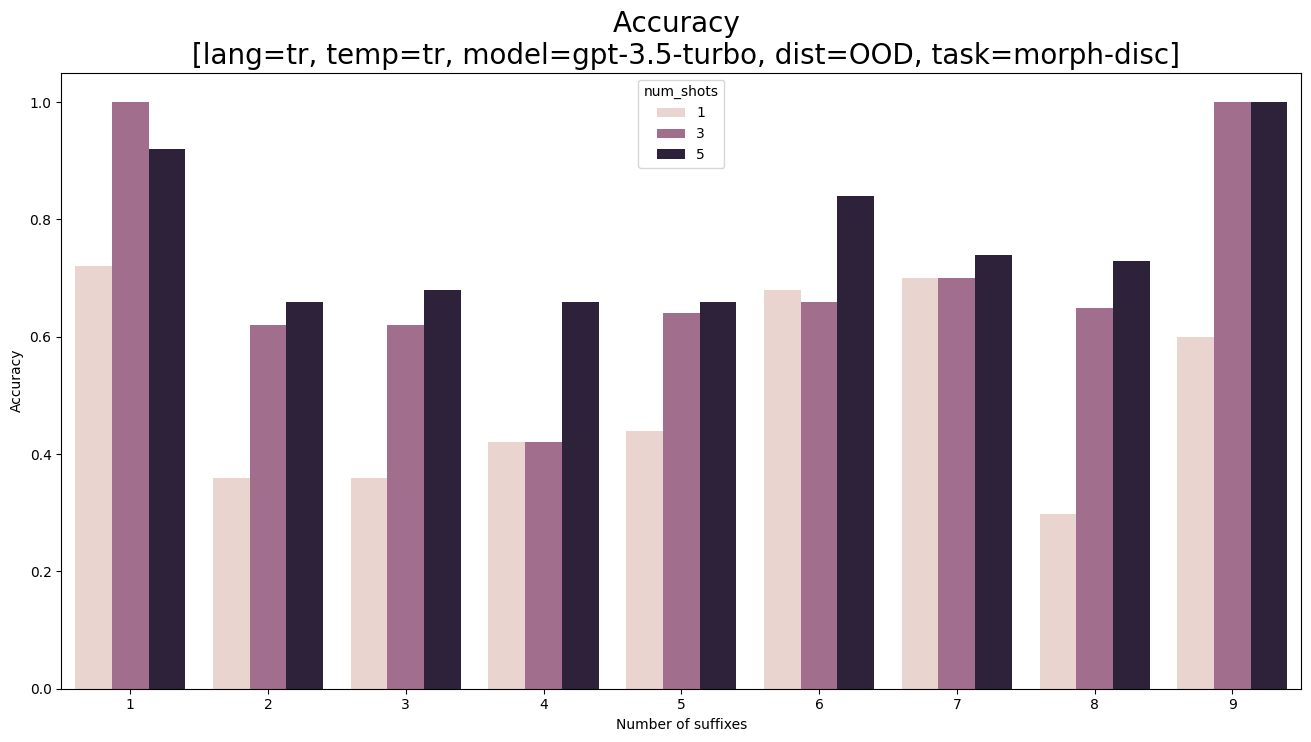 Accuracy
[lang=tr, temp=tr, model=gpt-3.5-turbo, dist=OOD, task=morph-disc]
num_shots
1
3
5
Accuracy
1.0
0.8
0.6
0.4
0.2
0.0
1 2 3 4 5 6 7 8 9
Number of suffixes